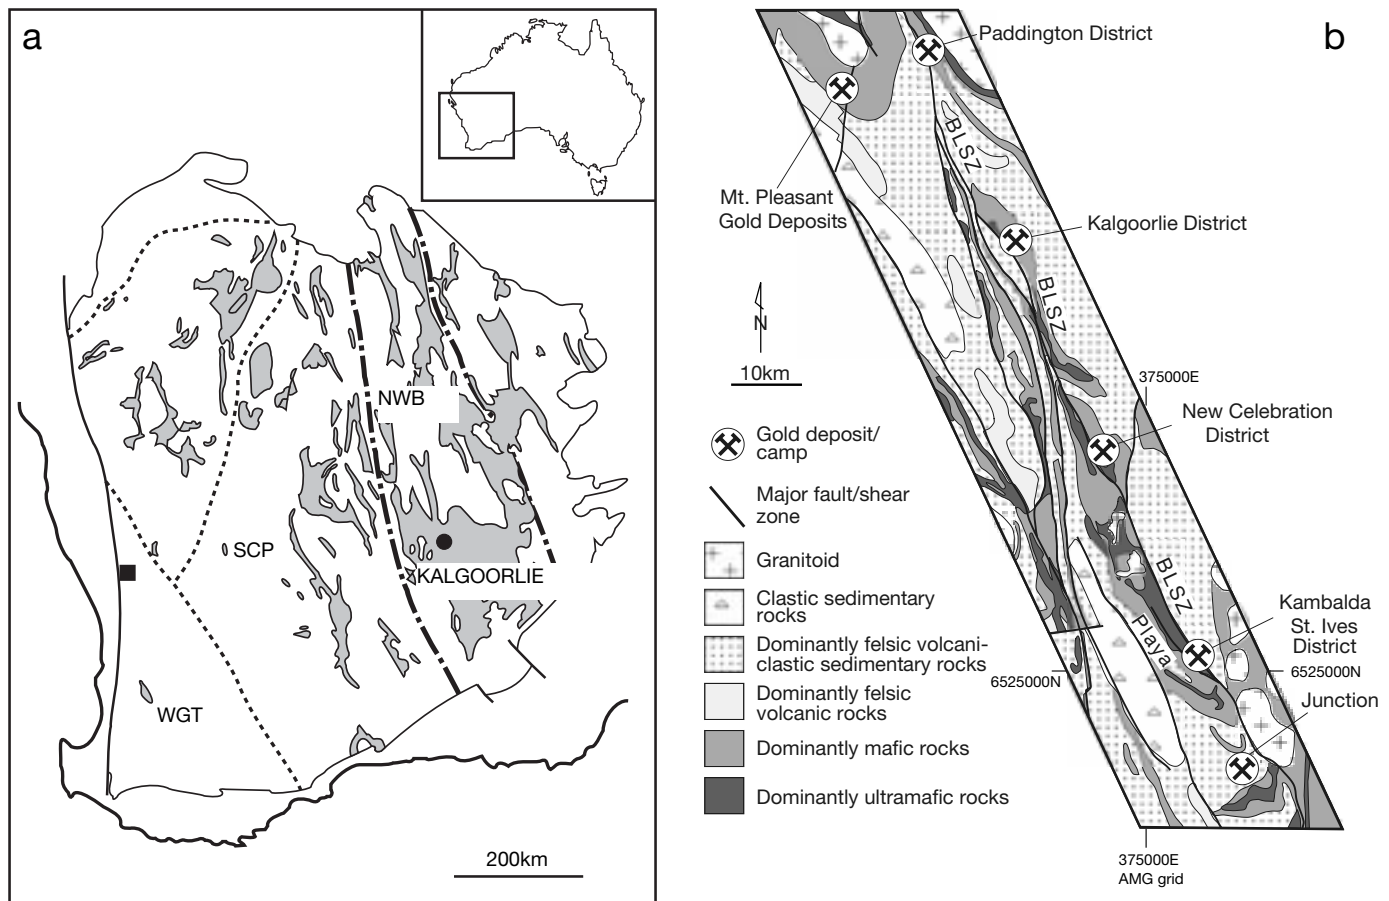 a
NWB
KALGOORLIE
SCP
WGT
200km
b
Paddington District
BLSZ
Mt. Pleasant
Gold Deposits
Kalgoorlie District
BLSZ
N
10km
375000E
New Celebration
District
Gold deposit/
camp
Major fault/shear
zone
Granitoid
Clastic sedimentary
rocks
Dominantly felsic volcani-
clastic sedimentary rocks
Dominantly felsic
volcanic rocks
Dominantly mafic rocks
Dominantly ultramafic rocks
BLSZ
Playa
Kambalda
St. Ives
District
6525000N
6525000N
Junction
375000E
AMG grid